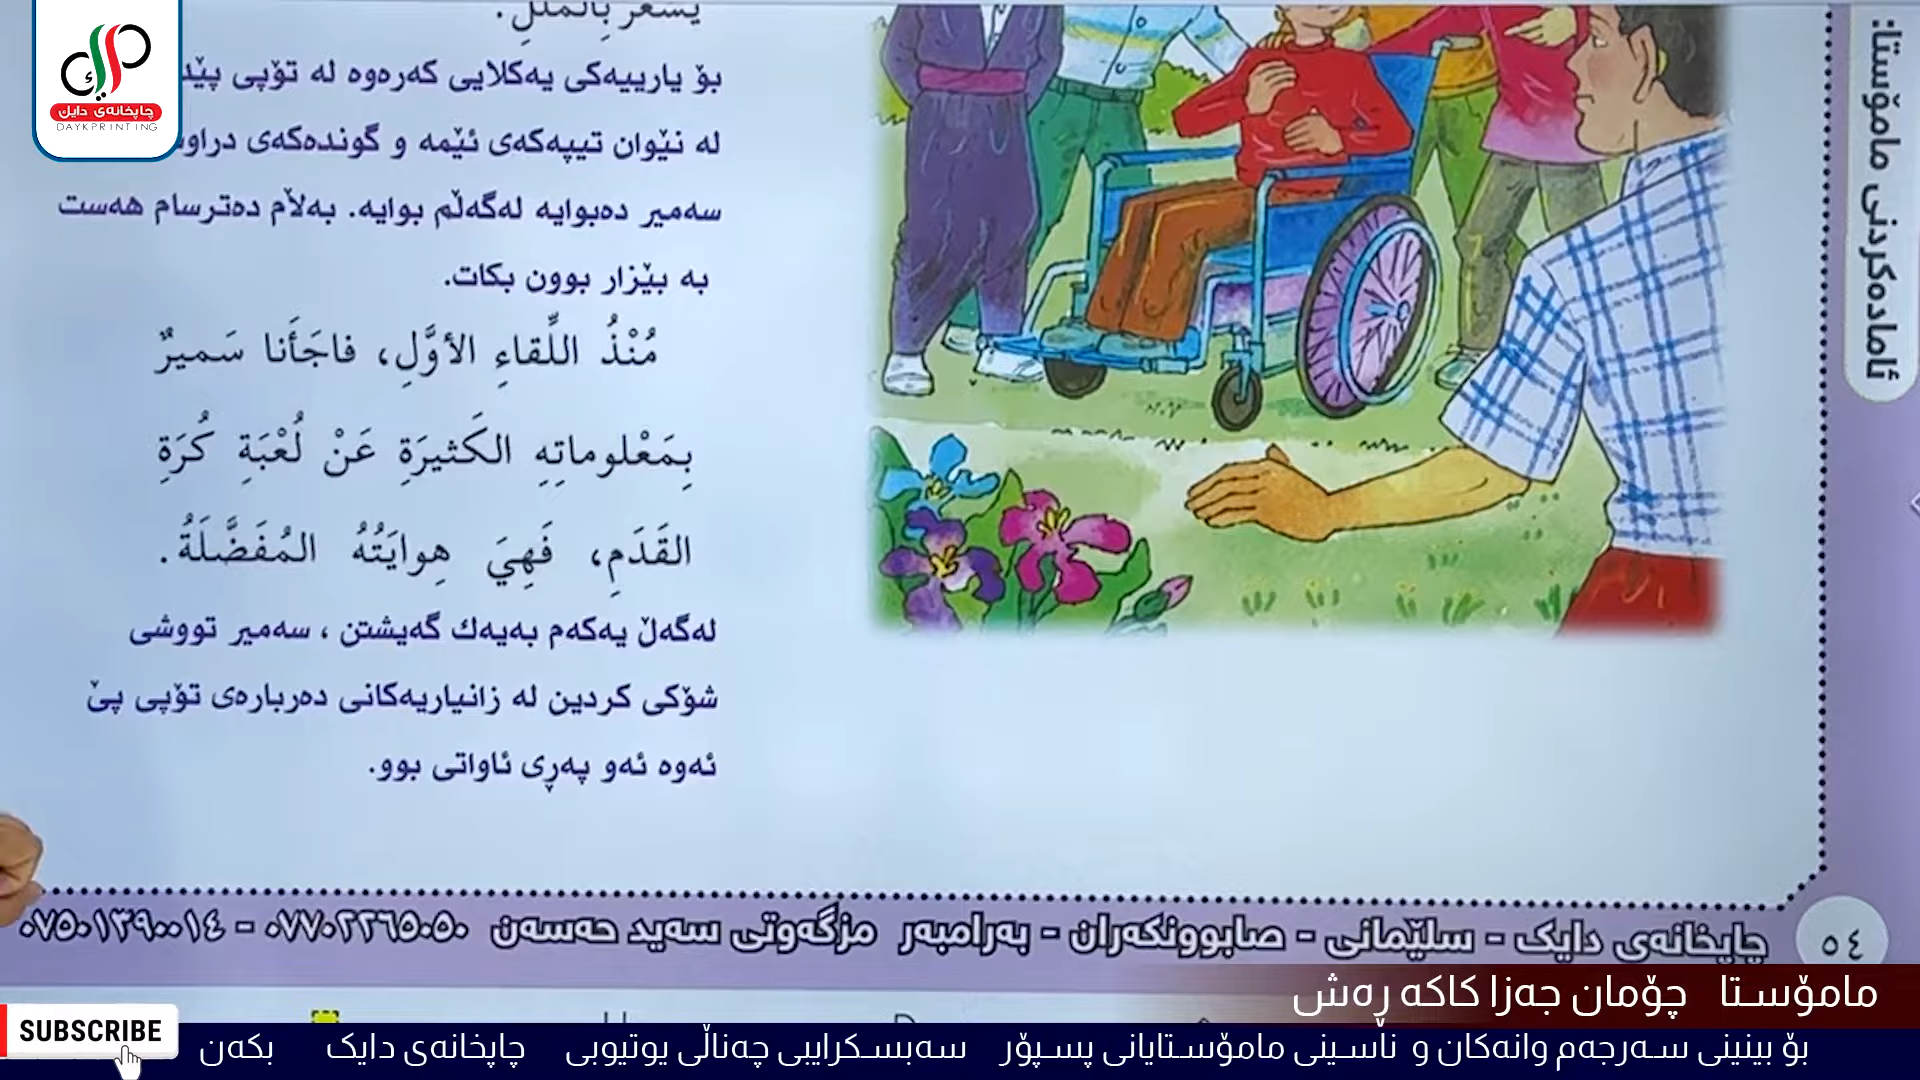 يَشْعُرَ بِالمَلَلِ.
بۆ یارییەکی یەکلایی کەرەوە لە تۆپی
لە نێوان تیپەکەی ئێمە و گوندەکەی
سەمیر دەبوایە لەگەڵم بوایە. بەڵام دەترسام هەست
بە بێزار بوون بکات.
مُنْذُ اللِّقاءِ الأوَّلِ، فاجَأَنا سَميرٌ
بِمَعْلوماتِهِ الكَثيرَةِ عَنْ لُعْبَةِ كُرَةِ
القَدَمِ، فَهِيَ هِوايَتُهُ المُفَضَّلَةُ.
لەگەڵ یەکەم بەیەك گەیشتن ، سەمیر تووشی
شۆکی کردین لە زانیاریەکانی دەربارەی تۆپی پێ
ئەوە ئەو پەڕی ئاواتی بوو.
ئامادەکردنی مامۆستا:
چاپخانەی دایک - سلێمانی - صابوونکەران - بەرامبەر مزگەوتی سەید حەسەن ٠٧٧٠٢٢٦٥٠٥٠ - ٠٧٥٠١٣٩٠٠١٤
٥٤
چاپخانەی دایک
DAYKPRINTING
مامۆستا چۆمان جەزا کاکە ڕەش
SUBSCRIBE
بۆ بینینی سەرجەم وانەکان و ناسینی مامۆستایانی پسپۆر سەبسکرایبی چەناڵی یوتیوبی چاپخانەی دایک بکەن